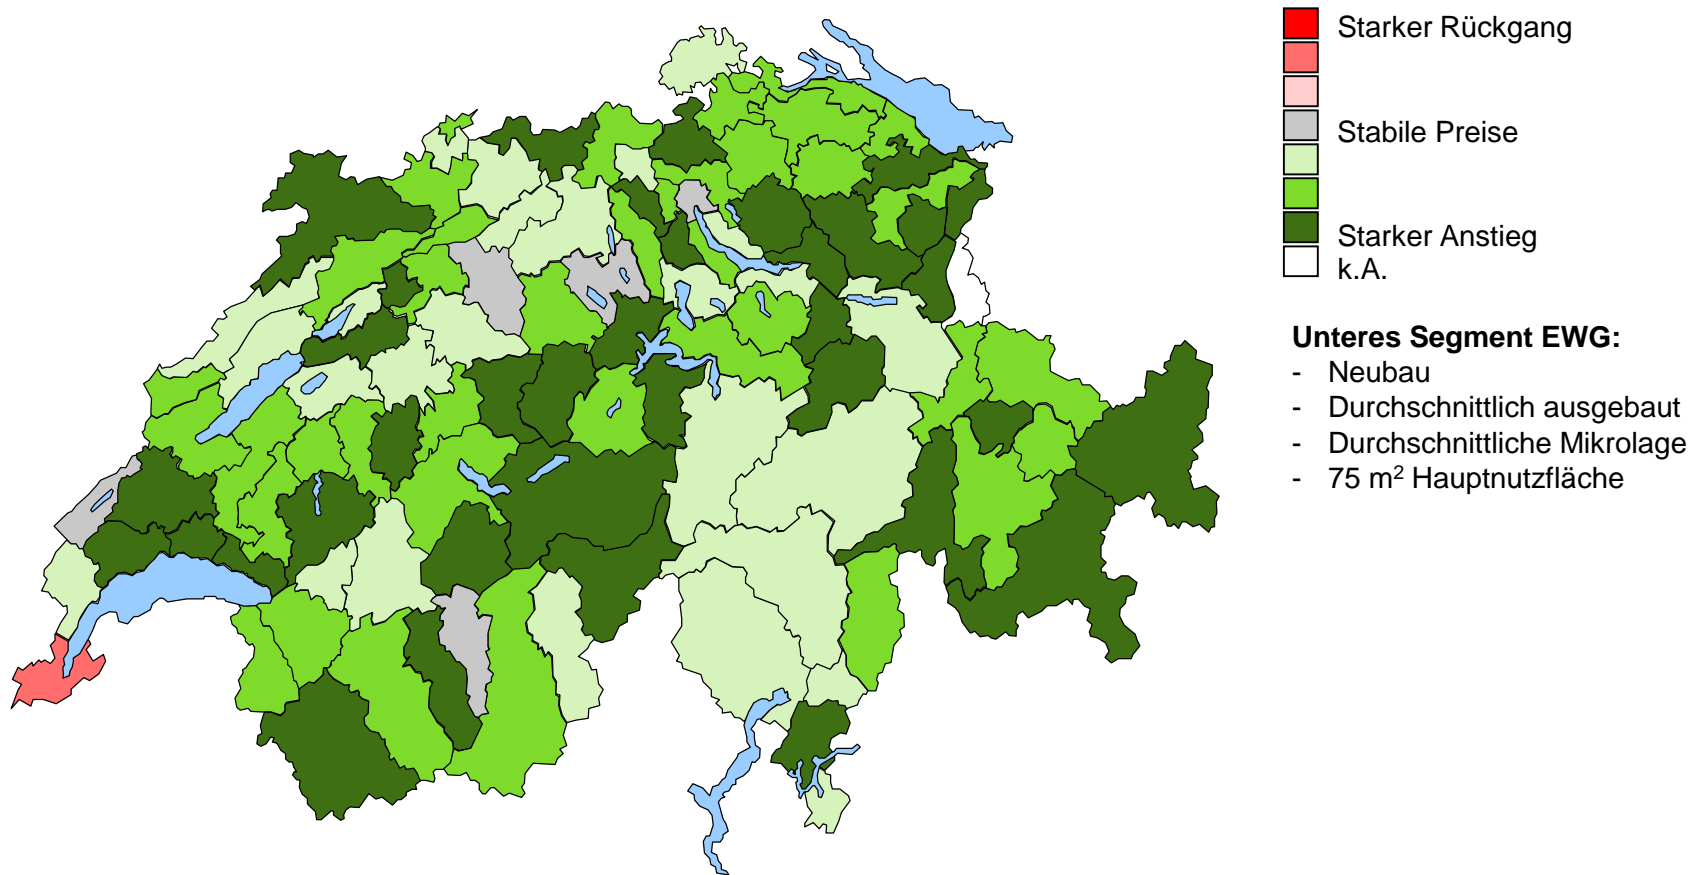 Starker Rückgang
Stabile Preise
Starker Anstieg
k.A.
Unteres Segment EWG:
- Neubau
- Durchschnittlich ausgebaut
- Durchschnittliche Mikrolage
- 75 m² Hauptnutzfläche